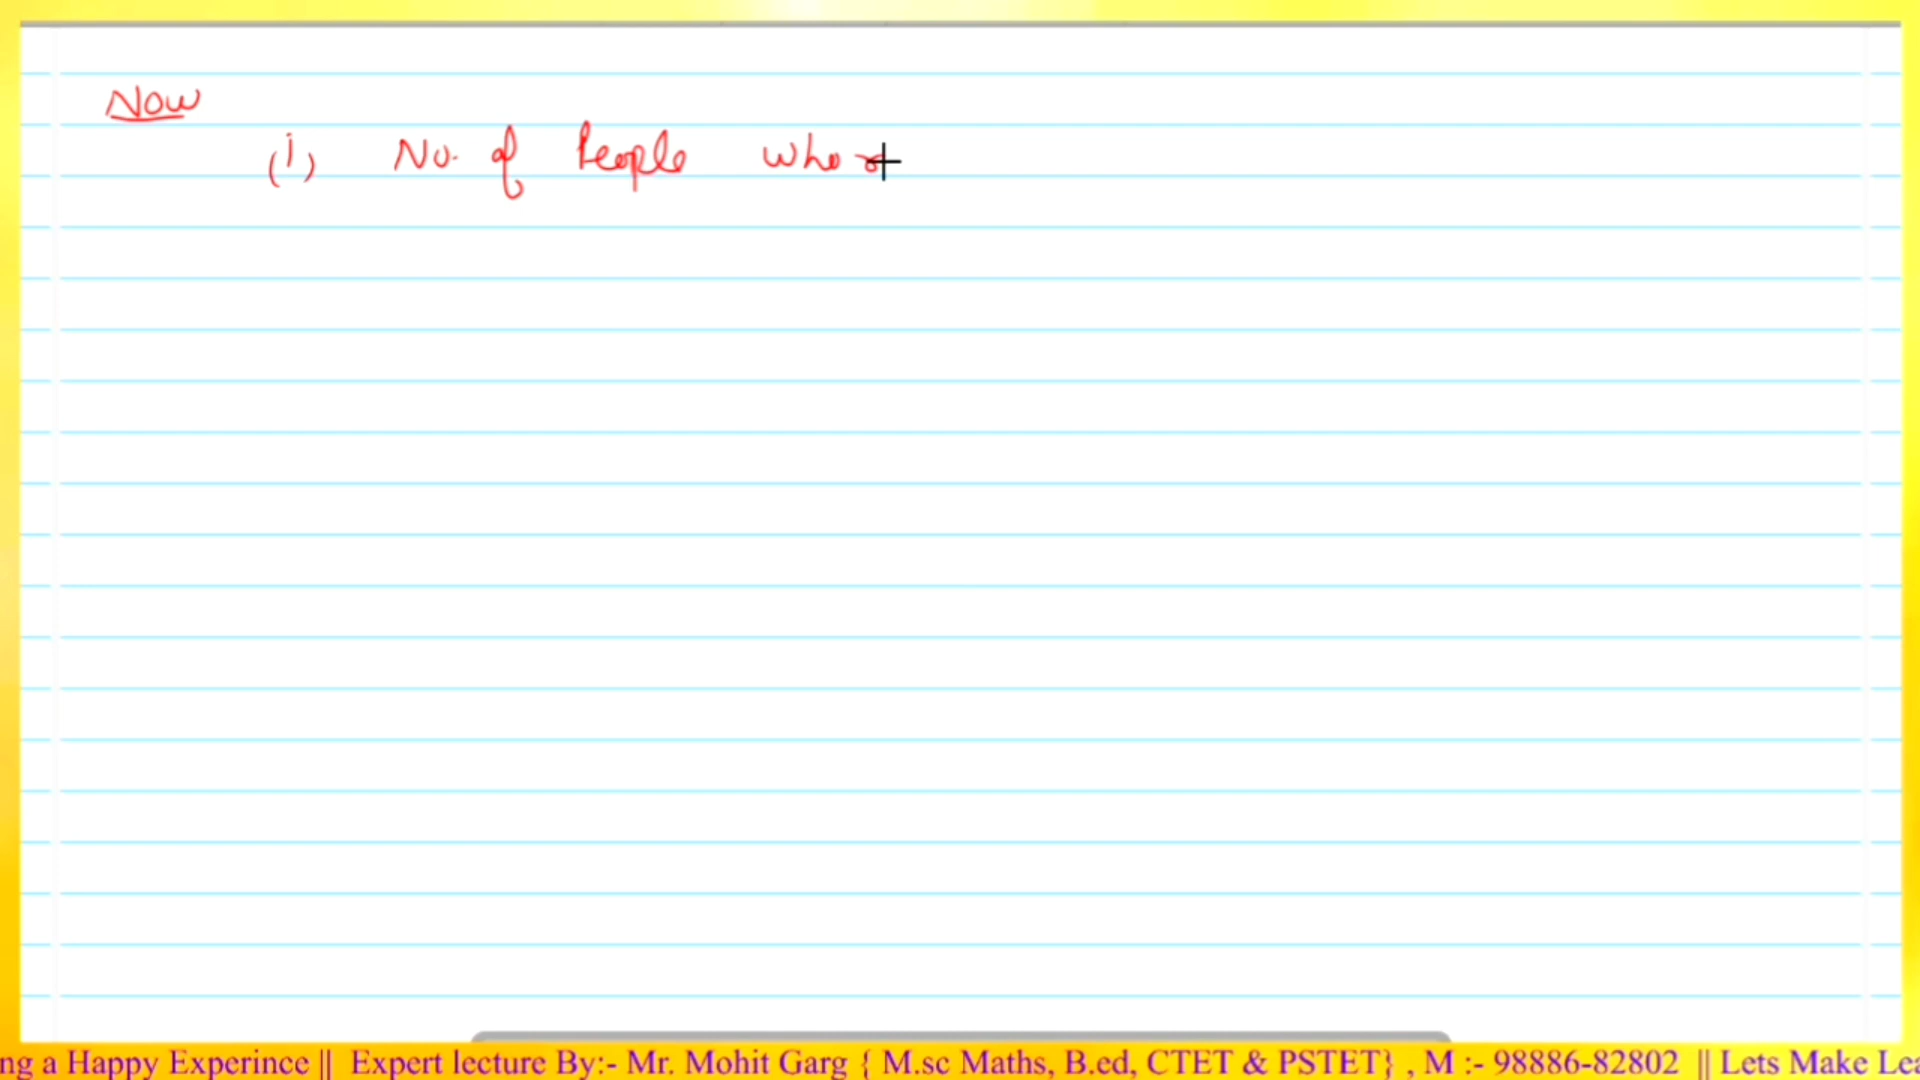 Now
(i) No. of People who
ng a Happy Experince || Expert lecture By:- Mr. Mohit Garg { M.sc Maths, B.ed, CTET & PSTET} , M :- 98886-82802 || Lets Make Lea